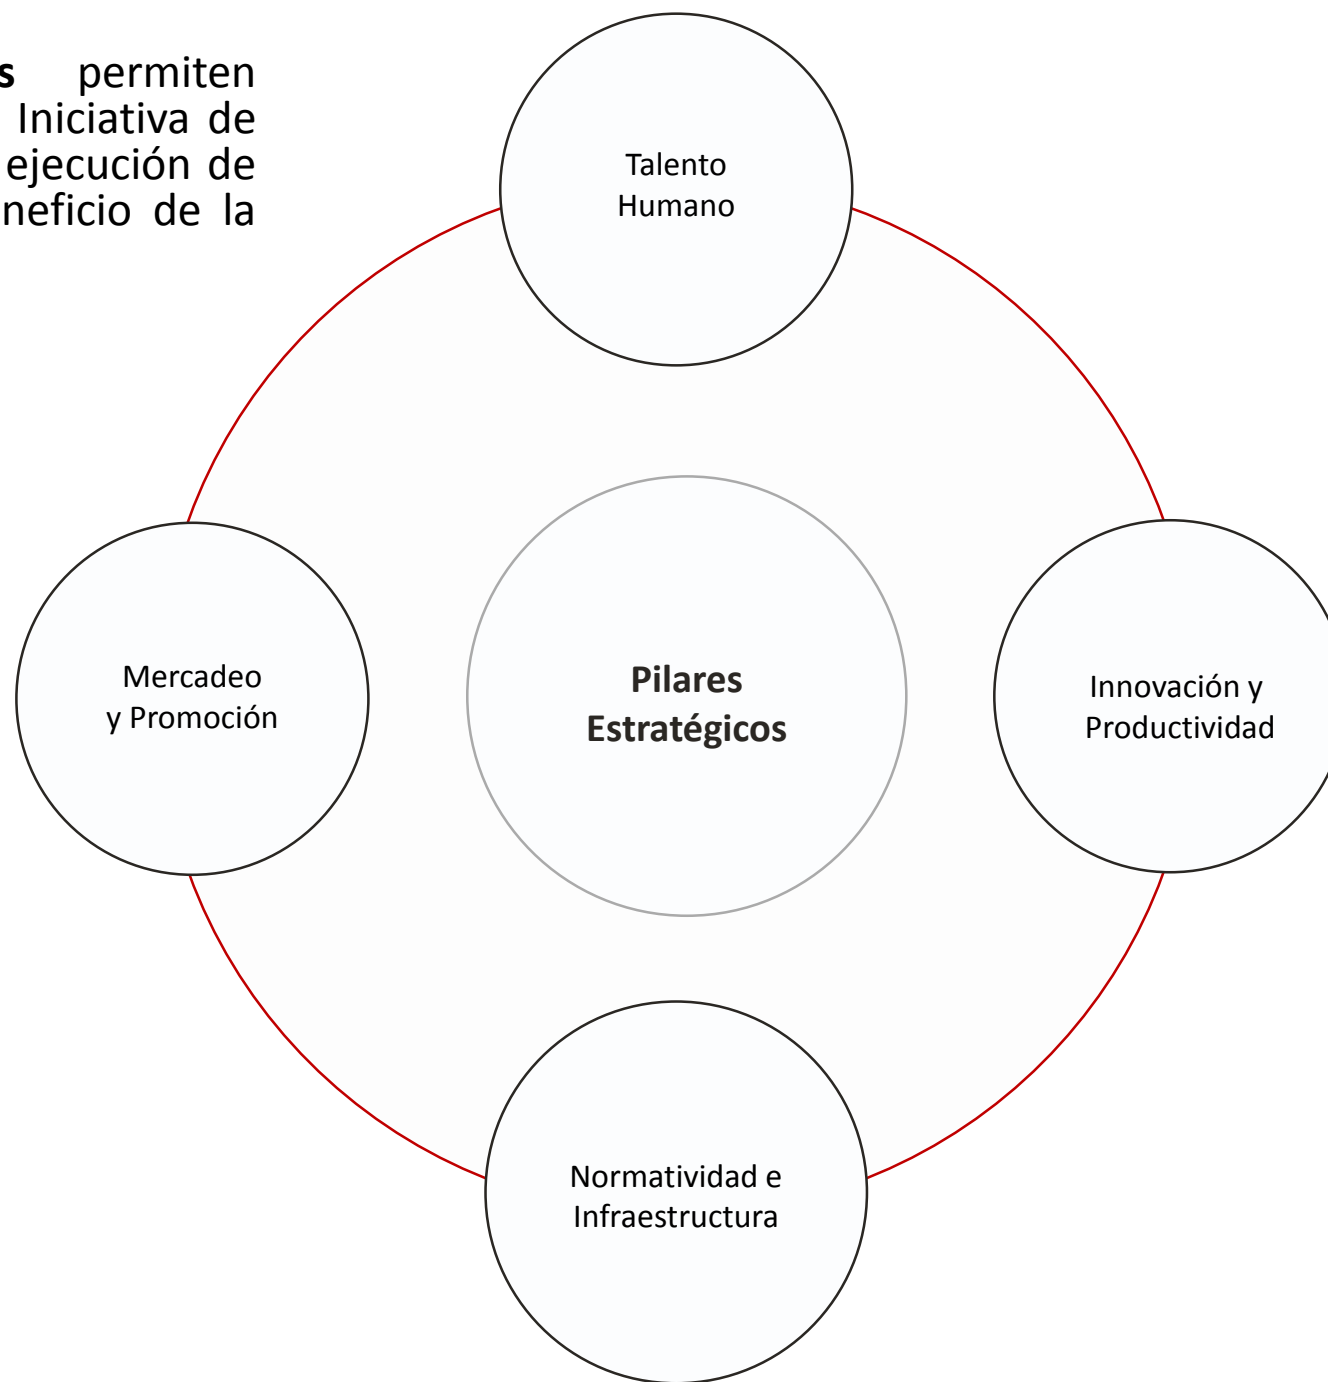 s permiten
Iniciativa de
ejecución de
neficio de la
Talento
Humano
Mercadeo
y Promoción
Pilares
Estratégicos
Innovación y
Productividad
Normatividad e
Infraestructura